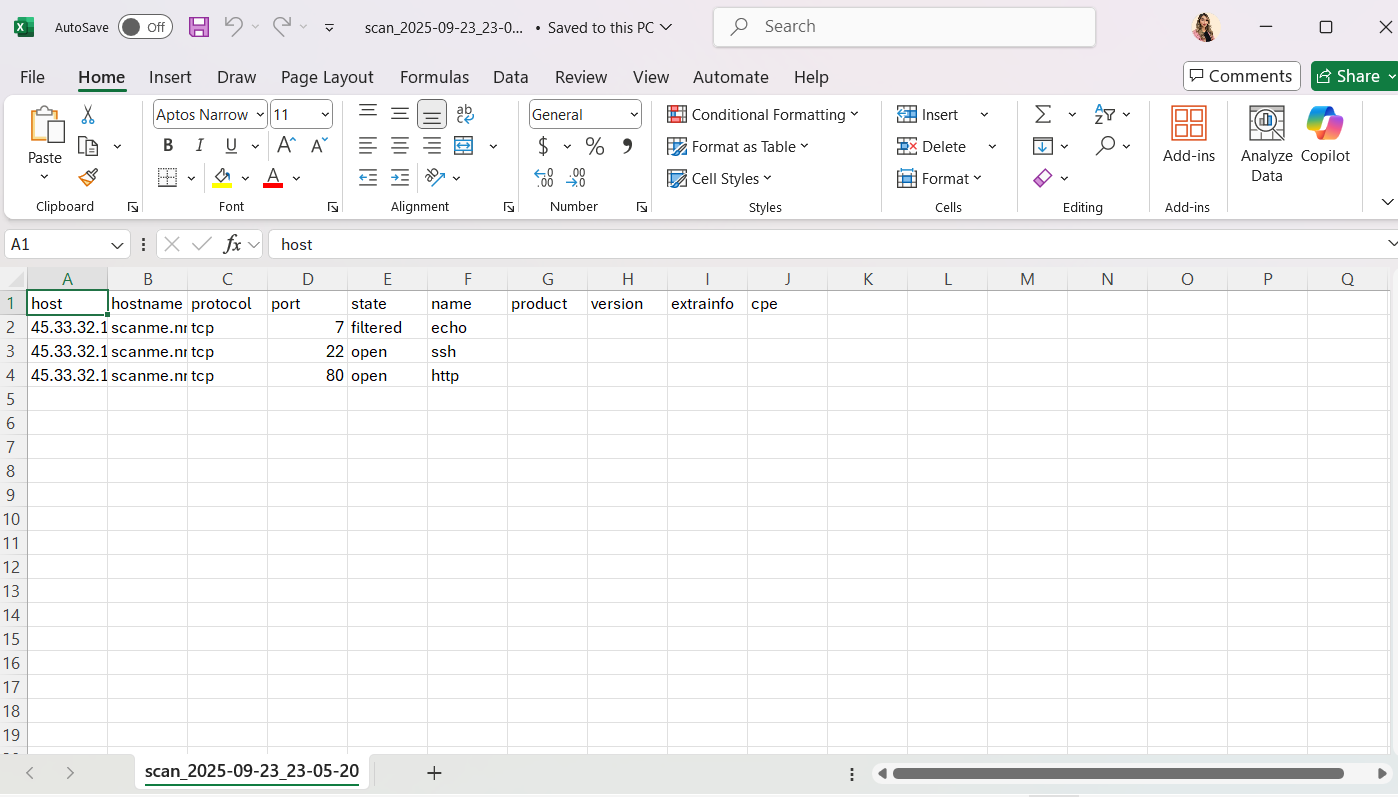 AutoSave Off scan_2025-09-23_23-0... • Saved to this PC Search
File Home Insert Draw Page Layout Formulas Data Review View Automate Help Comments Share
Paste
Clipboard
Aptos Narrow 11
B I U A A
A
Font
ab
Alignment
General
$ % 9
.00 .00
Number
Conditional Formatting
Format as Table
Cell Styles
Styles
Insert
Delete
Format
Cells
Editing
Add-ins
Add-ins
Analyze Data
Copilot
A1 fx host
A B C D E F G H I J K L M N O P Q
1 host hostname protocol port state name product version extrainfo cpe
2 45.33.32.1 scanme.nr tcp 7 filtered echo
3 45.33.32.1 scanme.nr tcp 22 open ssh
4 45.33.32.1 scanme.nr tcp 80 open http
5
6
7
8
9
10
11
12
13
14
15
16
17
18
19
scan_2025-09-23_23-05-20